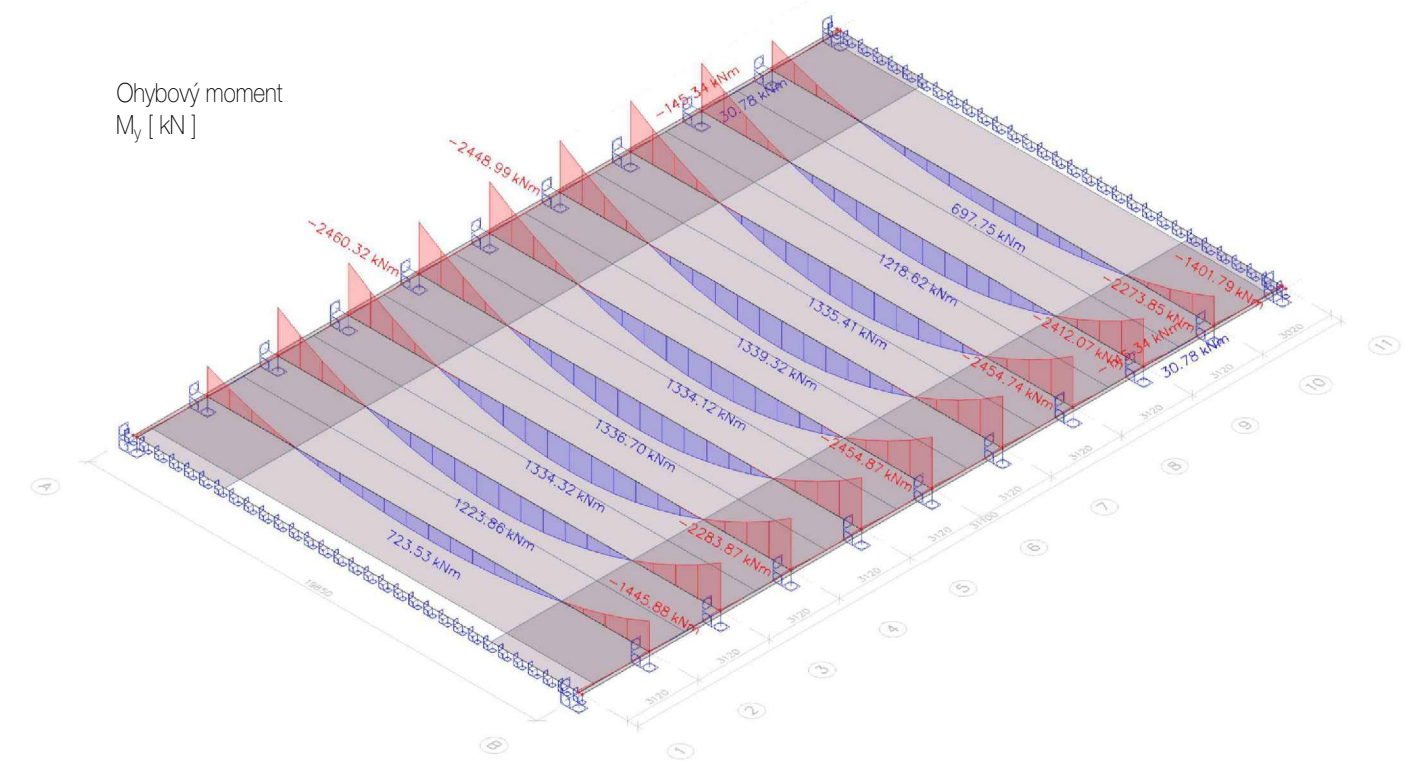 Ohybový moment
My [ kN ]
-145.34 kNm
30.78 kNm
-2448.99 kNm
-2460.32 kNm
697.75 kNm
-1401.79 kNm
1218.62 kNm
-2273.85 kNm
1335.41 kNm
-2412.07 kNm
30.78 kNm
1339.32 kNm
-2454.74 kNm
1334.12 kNm
1336.70 kNm
-2454.87 kNm
1334.32 kNm
1223.86 kNm
-2283.87 kNm
723.53 kNm
-1445.88 kNm
3020
3120
3120
3120
3120
3120
3120
31100
3120
3120
3120
3120
A
B
1
2
3
4
5
6
7
8
9
10
11